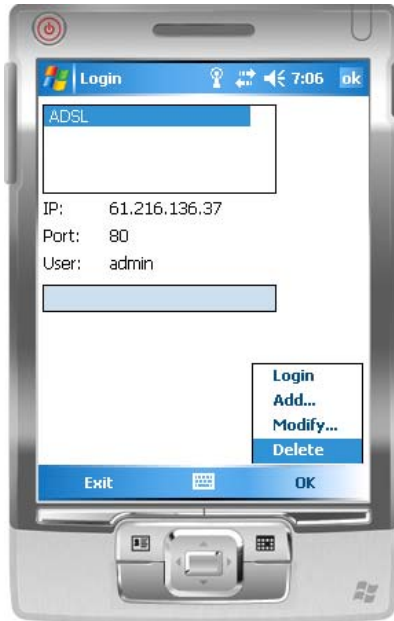 Login 7:06 ok
ADSL
IP: 61.216.136.37
Port: 80
User: admin
Login
Add...
Modify...
Delete
Exit OK